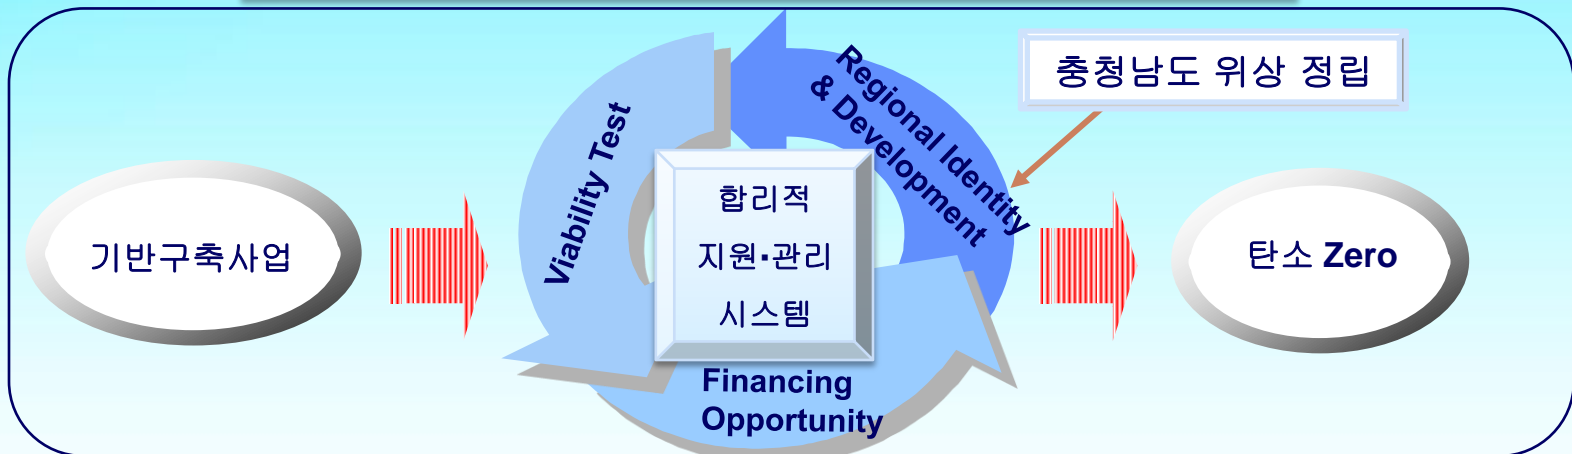 충청남도 위상 정립
Regional Identity
& Development
Viability Test
합리적
지원·관리
시스템
기반구축사업
탄소 Zero
Financing
Opportunity